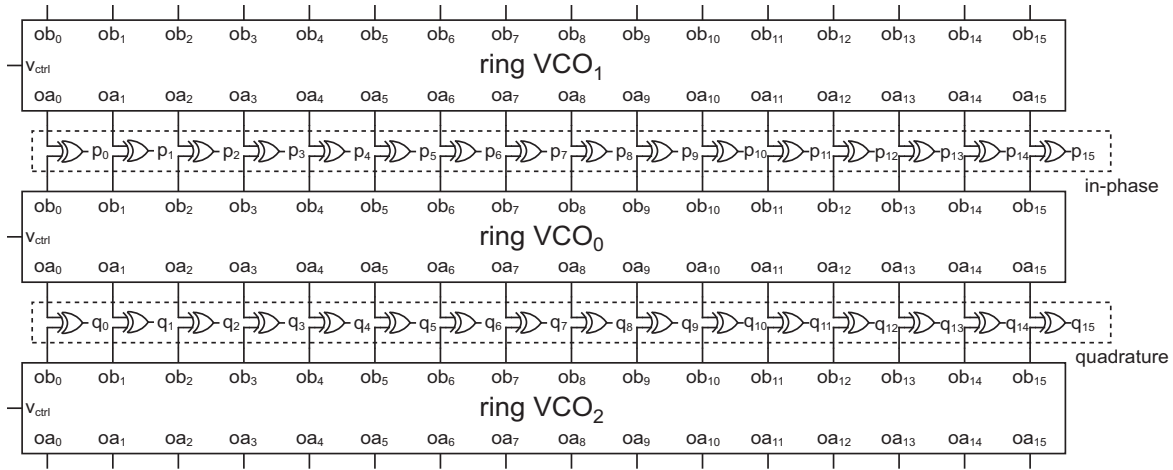 ob₀ ob₁ ob₂ ob₃ ob₄ ob₅ ob₆ ob₇ ob₈ ob₉ ob₁₀ ob₁₁ ob₁₂ ob₁₃ ob₁₄ ob₁₅
v_ctrl ring VCO₁
oa₀ oa₁ oa₂ oa₃ oa₄ oa₅ oa₆ oa₇ oa₈ oa₉ oa₁₀ oa₁₁ oa₁₂ oa₁₃ oa₁₄ oa₁₅
p₀ p₁ p₂ p₃ p₄ p₅ p₆ p₇ p₈ p₉ p₁₀ p₁₁ p₁₂ p₁₃ p₁₄ p₁₅
in-phase
ob₀ ob₁ ob₂ ob₃ ob₄ ob₅ ob₆ ob₇ ob₈ ob₉ ob₁₀ ob₁₁ ob₁₂ ob₁₃ ob₁₄ ob₁₅
v_ctrl ring VCO₀
oa₀ oa₁ oa₂ oa₃ oa₄ oa₅ oa₆ oa₇ oa₈ oa₉ oa₁₀ oa₁₁ oa₁₂ oa₁₃ oa₁₄ oa₁₅
q₀ q₁ q₂ q₃ q₄ q₅ q₆ q₇ q₈ q₉ q₁₀ q₁₁ q₁₂ q₁₃ q₁₄ q₁₅
quadrature
ob₀ ob₁ ob₂ ob₃ ob₄ ob₅ ob₆ ob₇ ob₈ ob₉ ob₁₀ ob₁₁ ob₁₂ ob₁₃ ob₁₄ ob₁₅
v_ctrl ring VCO₂
oa₀ oa₁ oa₂ oa₃ oa₄ oa₅ oa₆ oa₇ oa₈ oa₉ oa₁₀ oa₁₁ oa₁₂ oa₁₃ oa₁₄ oa₁₅